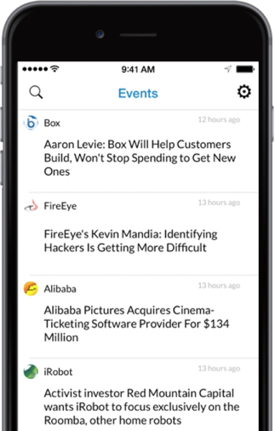 9:41 AM
Events
Box
12 hours ago
Aaron Levie: Box Will Help Customers
Build, Won't Stop Spending to Get New
Ones
FireEye
13 hours ago
FireEye's Kevin Mandia: Identifying
Hackers Is Getting More Difficult
Alibaba
13 hours ago
Alibaba Pictures Acquires Cinema-
Ticketing Software Provider For $134
Million
iRobot
13 hours ago
Activist investor Red Mountain Capital
wants iRobot to focus exclusively on the
Roomba, other home robots